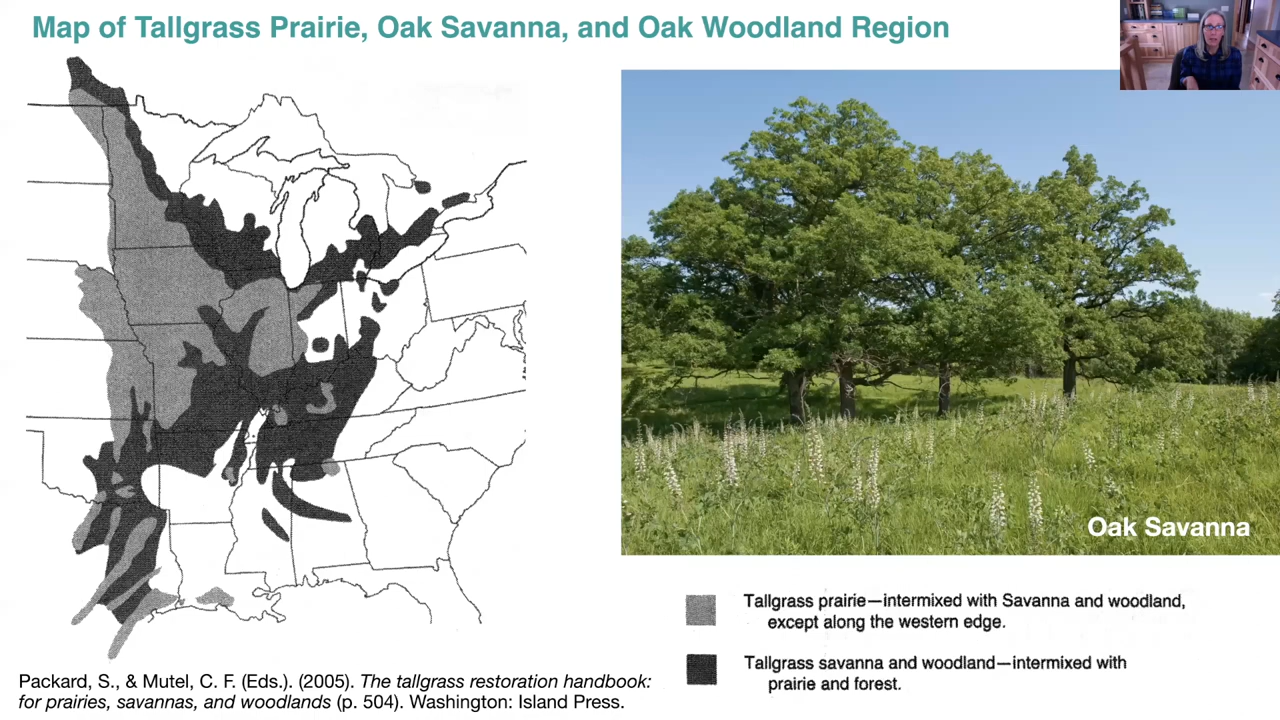 Map of Tallgrass Prairie, Oak Savanna, and Oak Woodland Region
Oak Savanna
Tallgrass prairie—intermixed with Savanna and woodland,
except along the western edge.
Tallgrass savanna and woodland—intermixed with
prairie and forest.
Packard, S., & Mutel, C. F. (Eds.). (2005). The tallgrass restoration handbook:
for prairies, savannas, and woodlands (p. 504). Washington: Island Press.